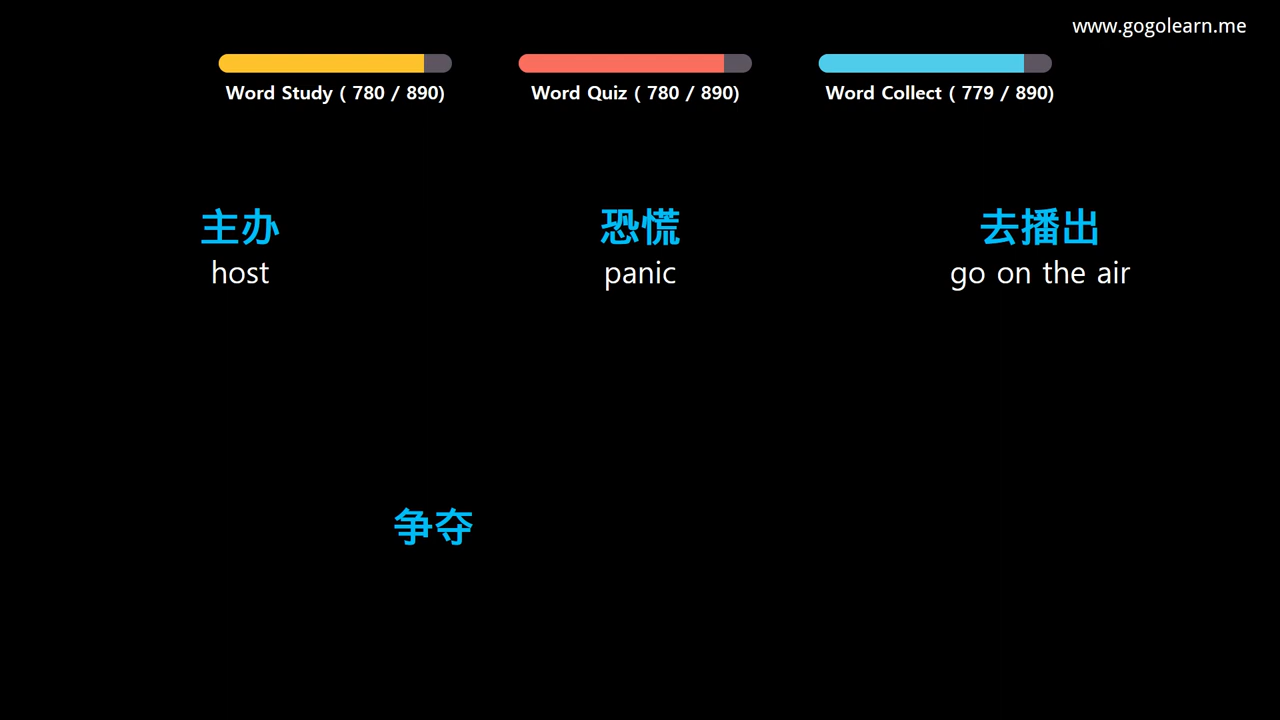 www.gogolearn.me
Word Study ( 780 / 890)
Word Quiz ( 780 / 890)
Word Collect ( 779 / 890)
主办
host
恐慌
panic
去播出
go on the air
争夺